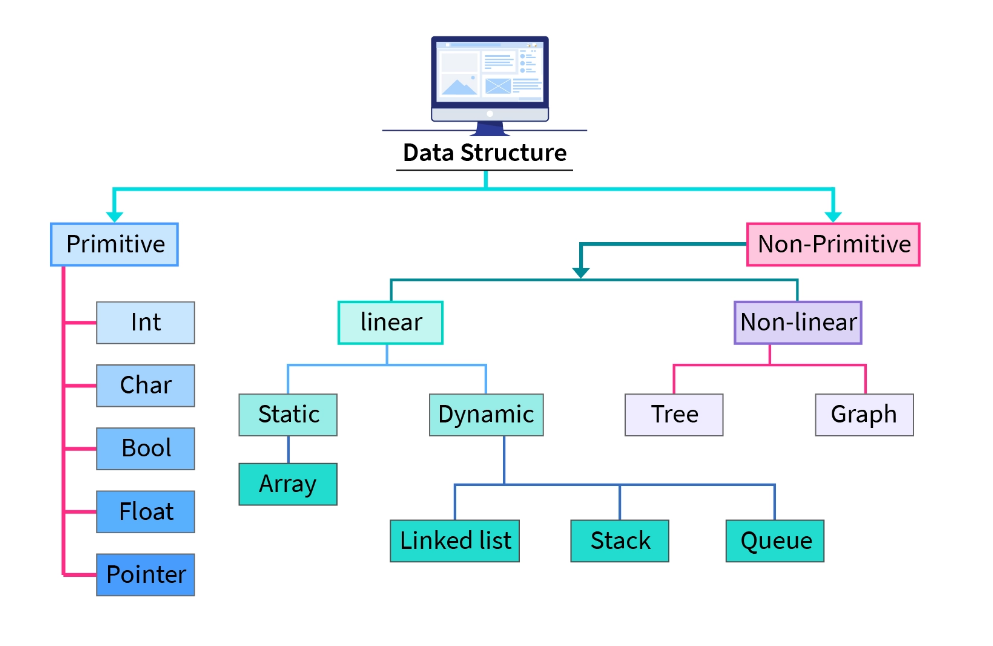 Data Structure
Primitive
Non-Primitive
Int
linear
Non-linear
Char
Static
Dynamic
Tree
Graph
Bool
Array
Float
Linked list
Stack
Queue
Pointer